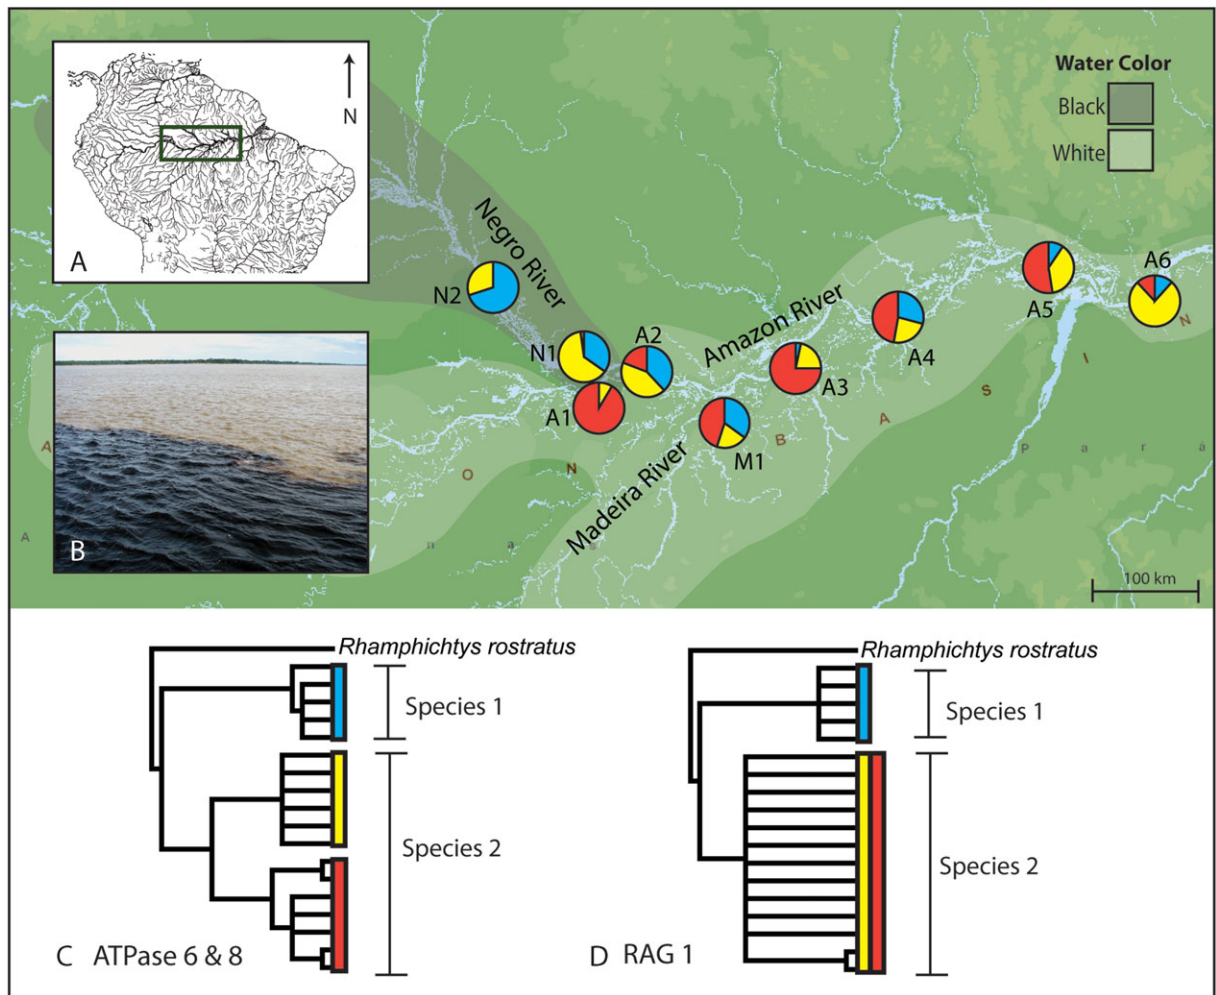 Water Color
Black
White
N
A
Negro River
N2
N1
A2
A1
Amazon River
A3
A4
A5
A6
M1
Madeira River
A
O
N
B
A
S
I
N
P a r á
A
n
a
B
100 km
Rhamphichtys rostratus
Species 1
Species 2
C ATPase 6 & 8
Rhamphichtys rostratus
Species 1
Species 2
D RAG 1